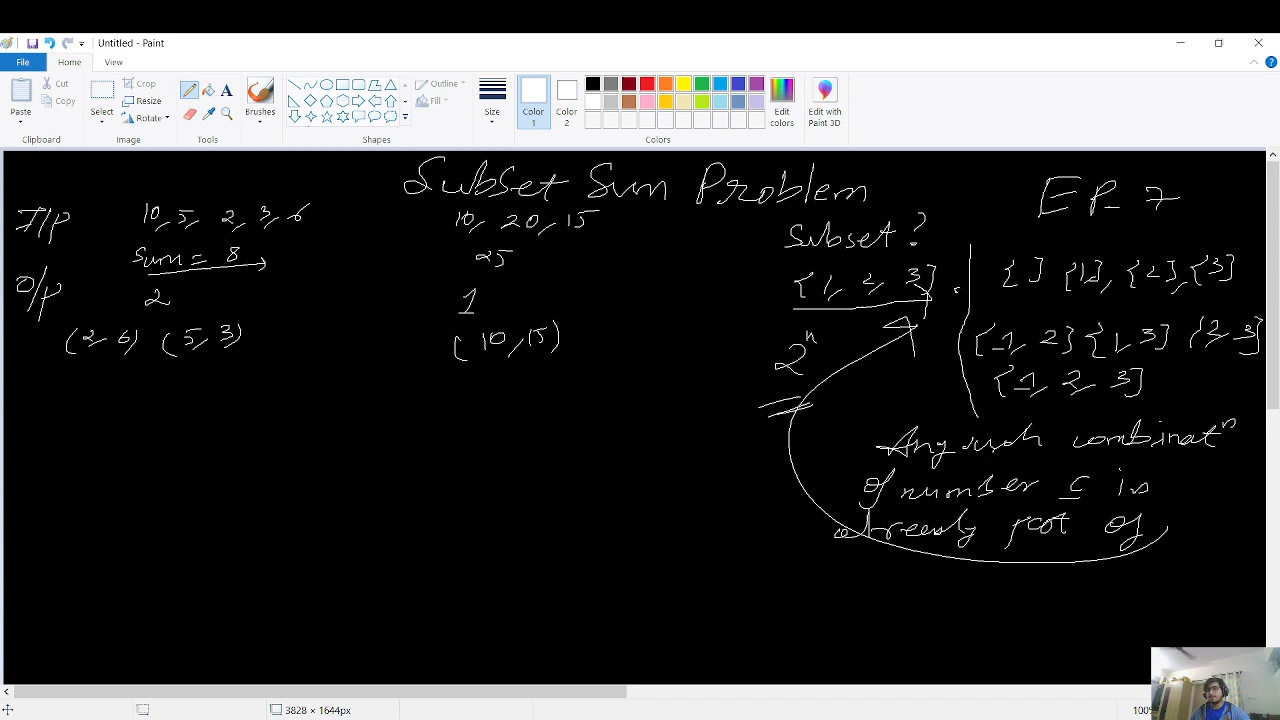 Untitled - Paint
File Home View
Paste Cut Copy Clipboard
Select Crop Resize Rotate Image
Tools
Brushes
Shapes Outline Fill
Size
Color 1 Color 2
Edit colors Edit with Paint 3D
Colors
Subset Sum Problem
EP-7
I/P 10, 5, 2, 3, 6
10, 20, 15
Sum = 8
25
O/P 2
1
(2, 6) (5, 3)
(10, 15)
Subset?
{1, 2, 3}
2^n
{ } {1}, {2}, {3}
{1, 2} {1, 3} {2, 3}
{1, 2, 3}
Any such combinat^n
of number is
already part of
3828 × 1644px